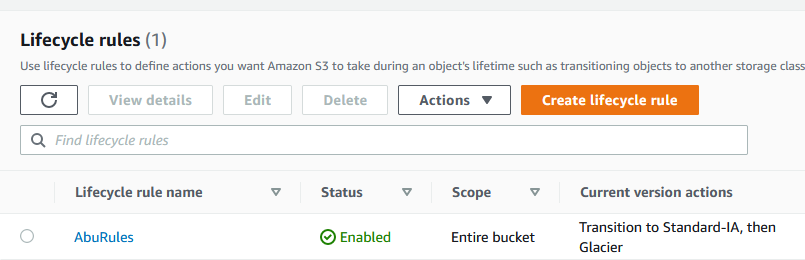 Lifecycle rules (1)
Use lifecycle rules to define actions you want Amazon S3 to take during an object's lifetime such as transitioning objects to another storage class
View details Edit Delete Actions Create lifecycle rule
Find lifecycle rules
Lifecycle rule name Status Scope Current version actions
AbuRules Enabled Entire bucket Transition to Standard-IA, then
Glacier